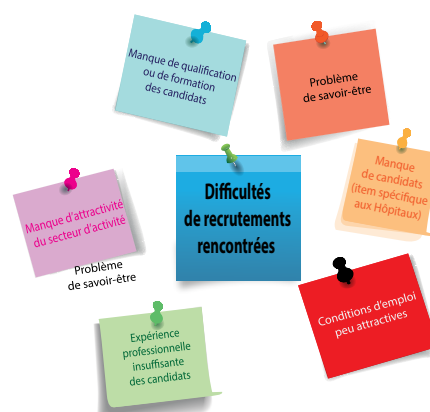 Manque de qualification
ou de formation
des candidats
Problème
de savoir-être
Manque
de candidats
(item spécifique
aux Hôpitaux)
Difficultés
de recrutements
rencontrées
Manque d'attractivité
du secteur d'activité
Problème
de savoir-être
Conditions d'emploi
peu attractives
Expérience
professionnelle
insuffisante
des candidats